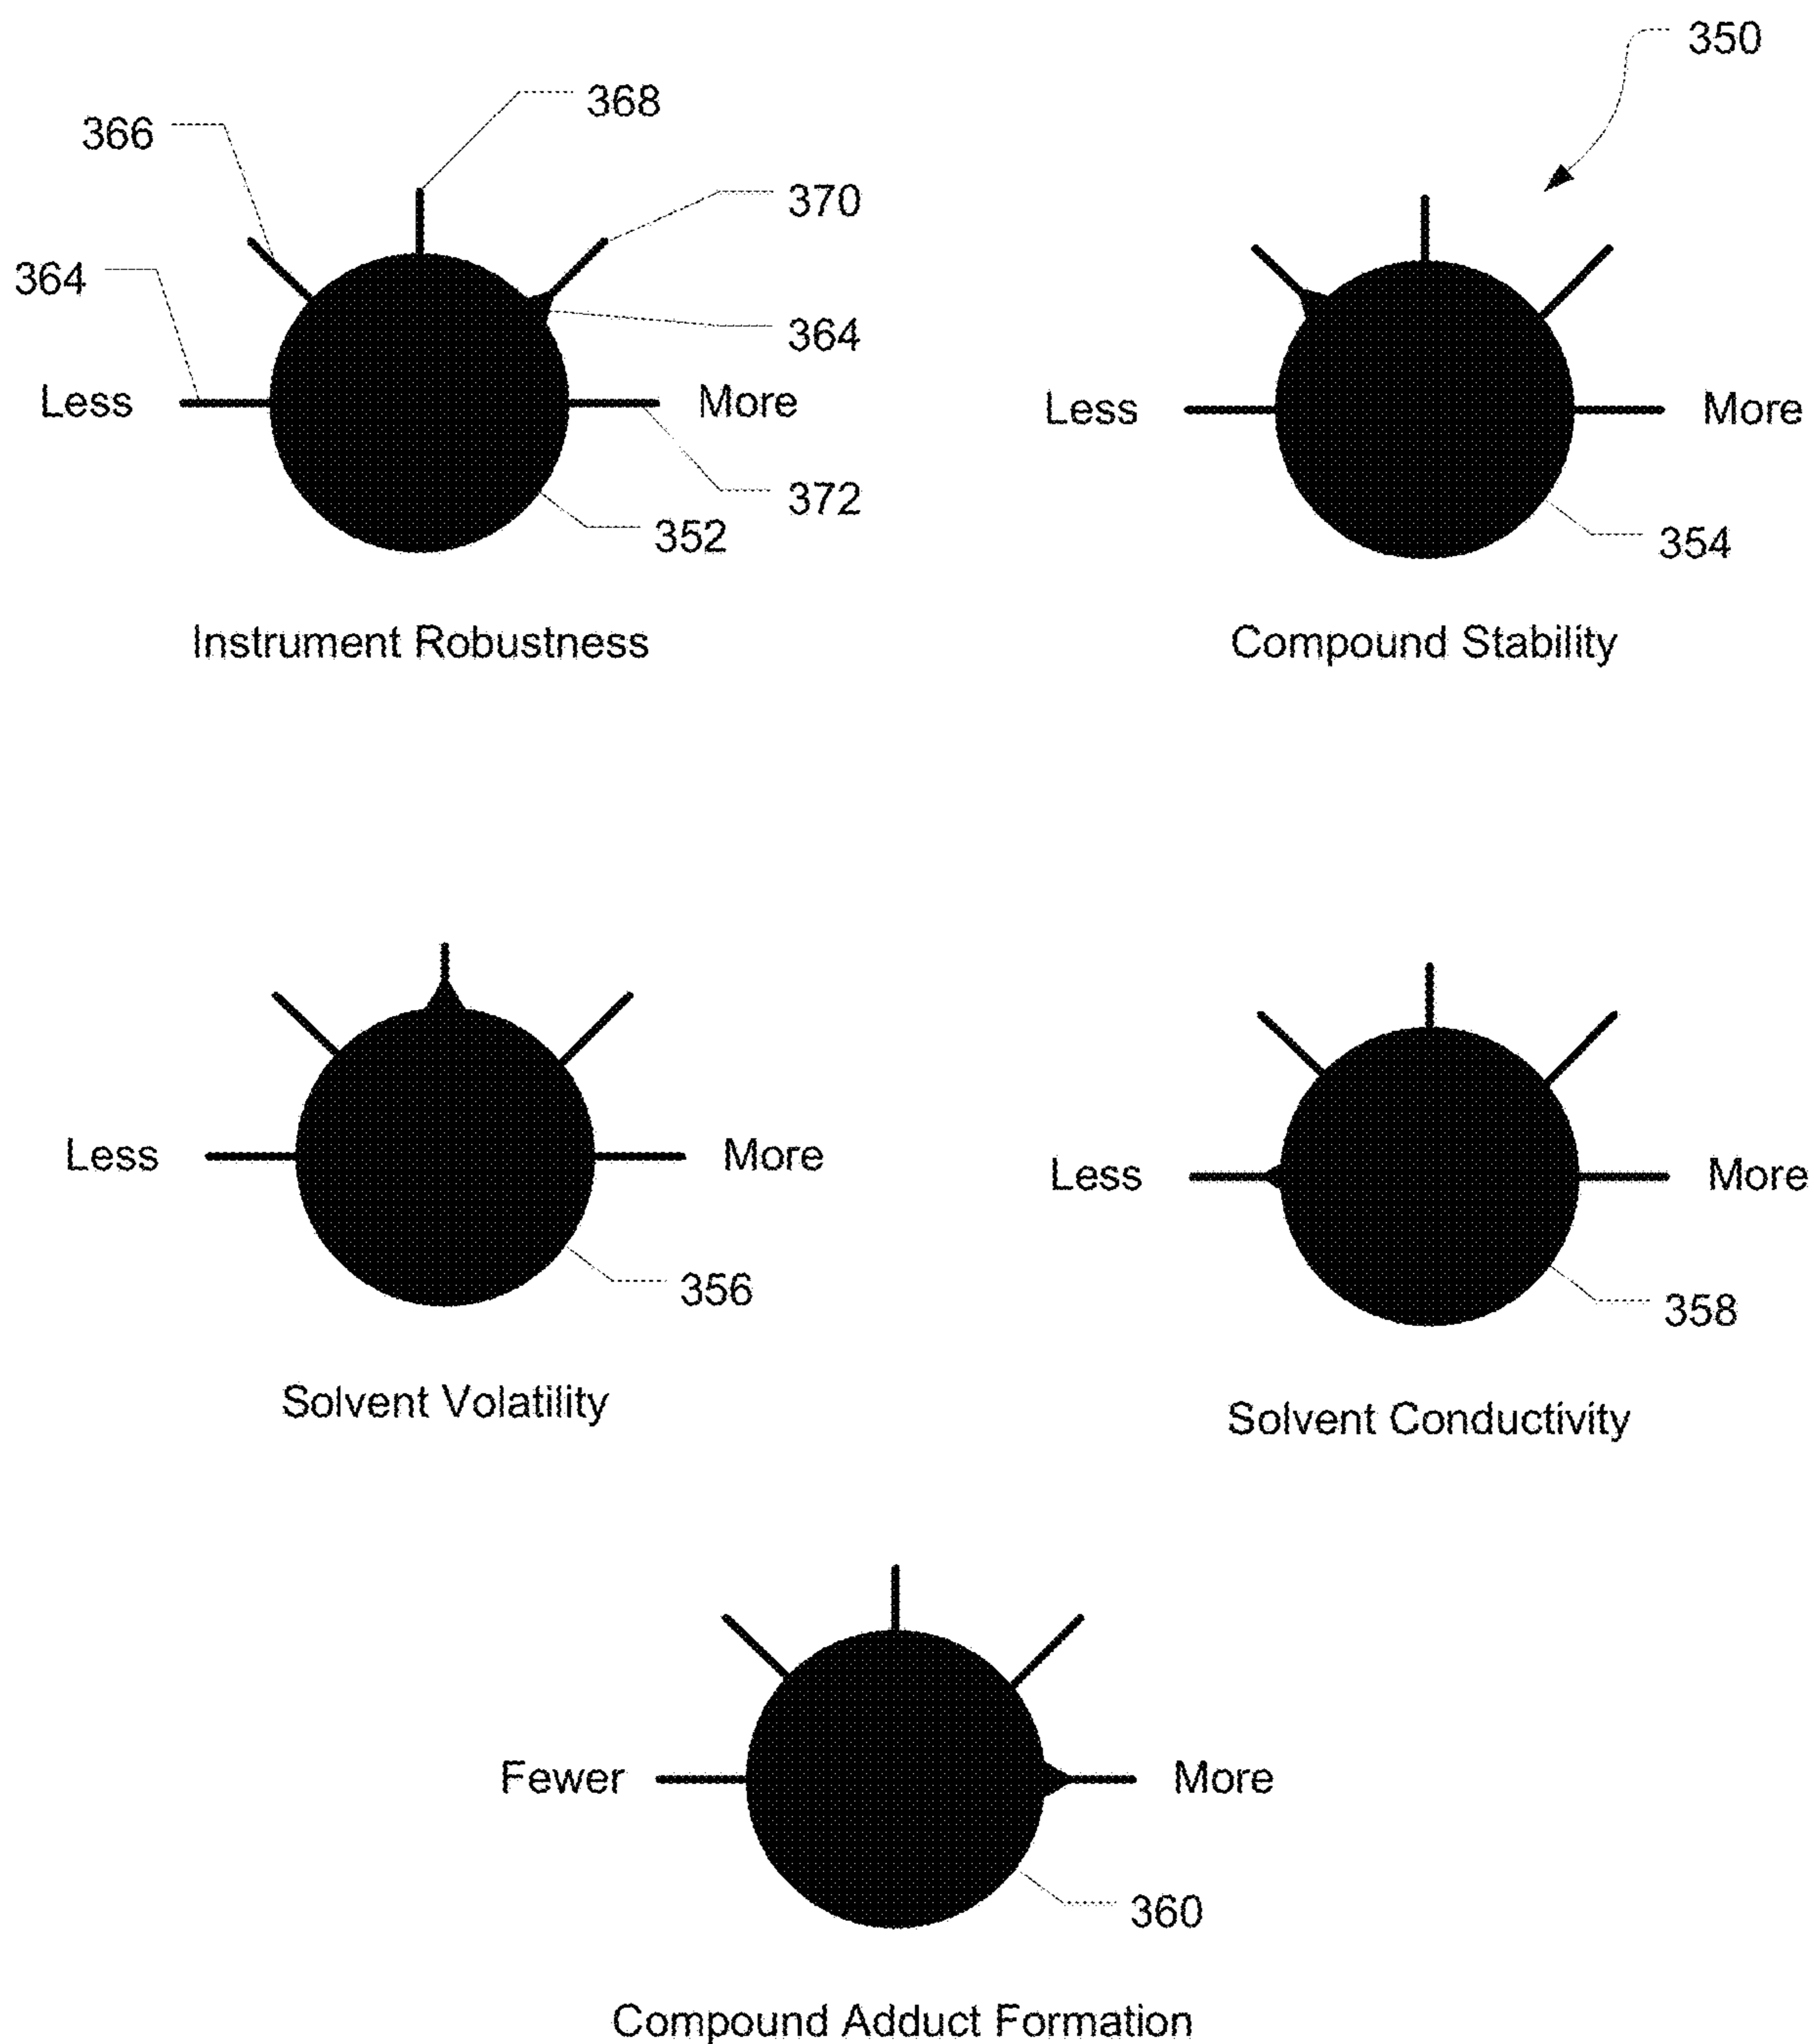 350
368
366
370
364
364
Less
More
372
352
Instrument Robustness
Less
More
354
Compound Stability
Less
More
356
Solvent Volatility
Less
More
358
Solvent Conductivity
Fewer
More
360
Compound Adduct Formation